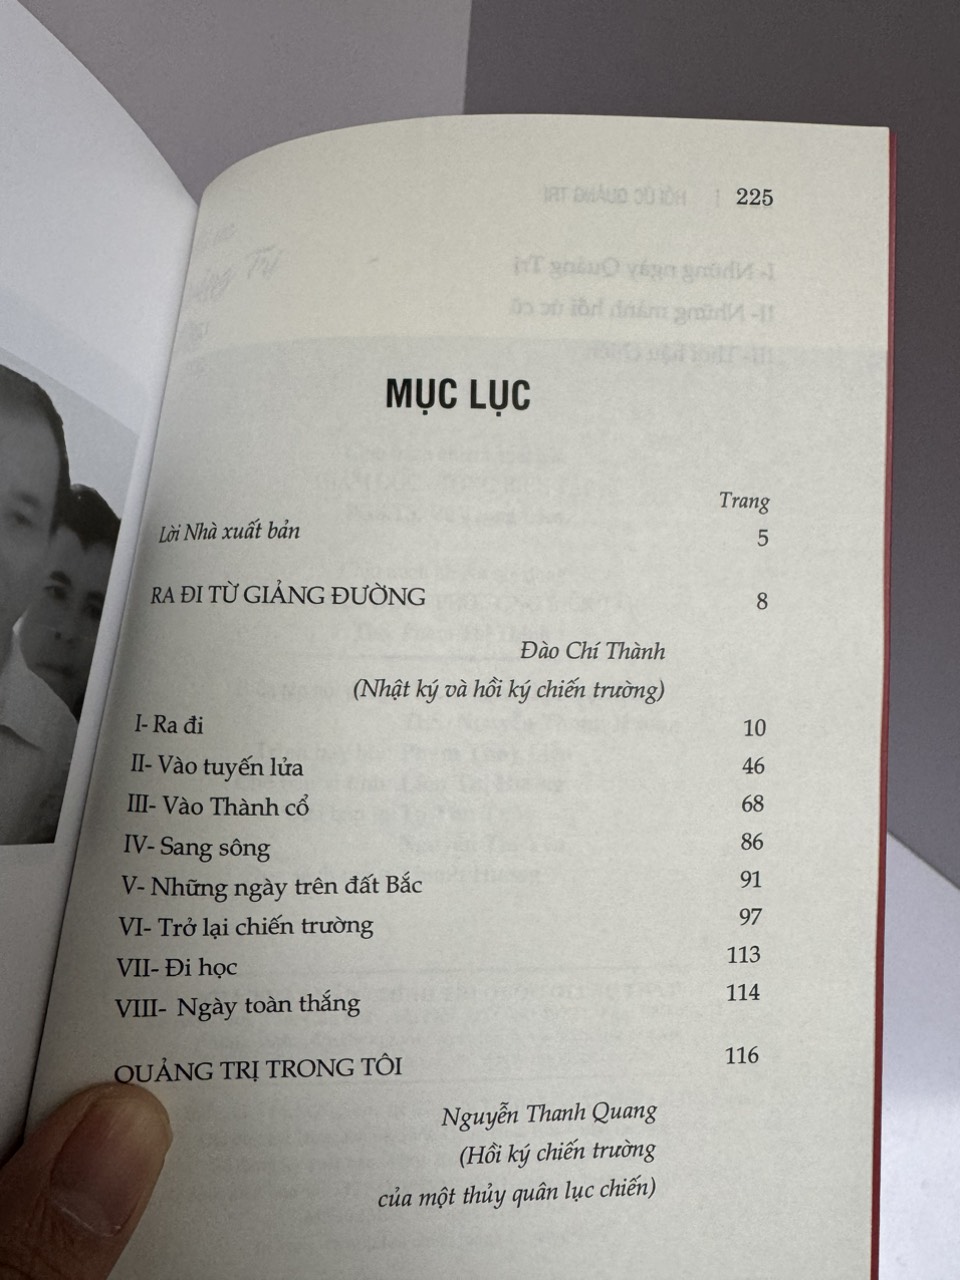 225
MỤC LỤC
Trang
Lời Nhà xuất bản 5
RA ĐI TỪ GIẢNG ĐƯỜNG 8
Đào Chí Thành
(Nhật ký và hồi ký chiến trường)
I- Ra đi 10
II- Vào tuyến lửa 46
III- Vào Thành cổ 68
IV- Sang sông 86
V- Những ngày trên đất Bắc 91
VI- Trở lại chiến trường 97
VII- Đi học 113
VIII- Ngày toàn thắng 114
QUẢNG TRỊ TRONG TÔI 116
Nguyễn Thanh Quang
(Hồi ký chiến trường
của một thủy quân lục chiến)